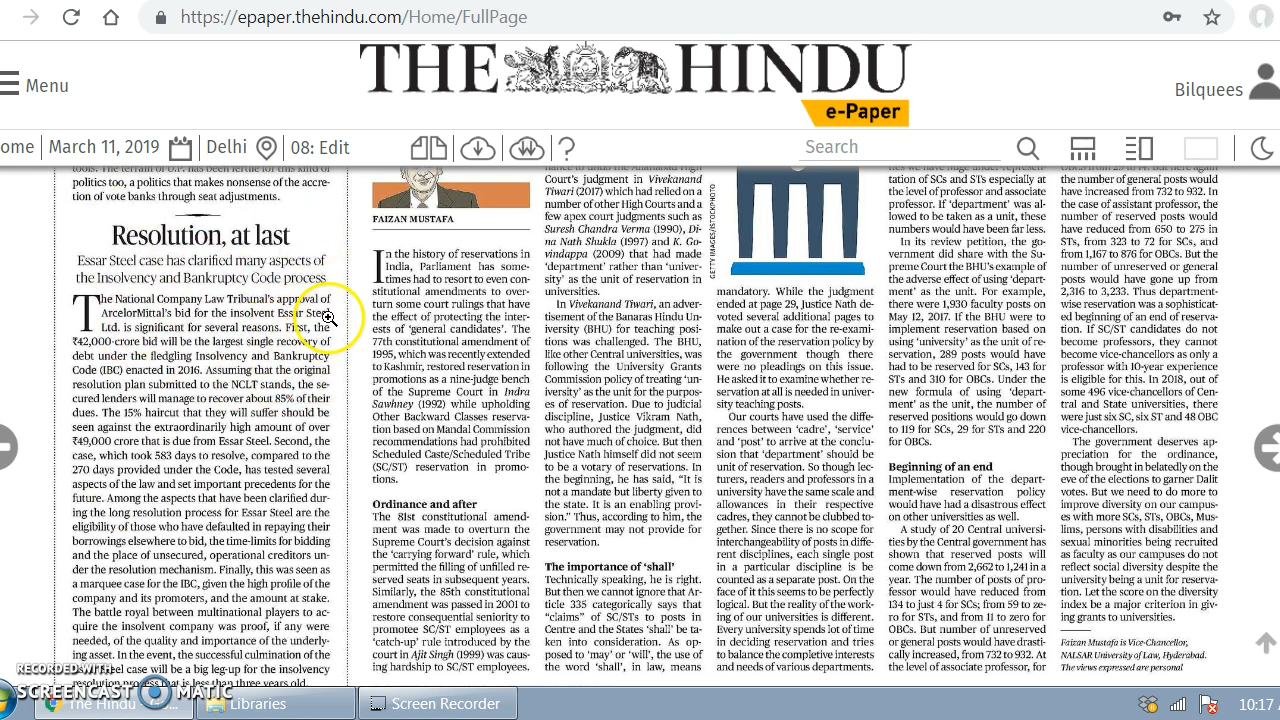 https://epaper.thehindu.com/Home/FullPage
THE HINDU
e-Paper
Menu
Bilquees
ome
March 11, 2019
Delhi
08: Edit
?
Search
politics too, a politics that makes nonsense of the accre-
tion of vote banks through seat adjustments.
Resolution, at last
Essar Steel case has clarified many aspects of
the Insolvency and Bankruptcy Code process
The National Company Law Tribunal's approval of
ArcelorMittal's bid for the insolvent Essar Steel
Ltd. is significant for several reasons. First, the
₹42,000-crore bid will be the largest single recovery of
debt under the fledgling Insolvency and Bankruptcy
Code (IBC) enacted in 2016. Assuming that the original
resolution plan submitted to the NCLT stands, the se-
cured lenders will manage to recover about 85% of their
dues. The 15% haircut that they will suffer should be
seen against the extraordinarily high amount of over
₹49,000 crore that is due from Essar Steel. Second, the
case, which took 583 days to resolve, compared to the
270 days provided under the Code, has tested several
aspects of the law and set important precedents for the
future. Among the aspects that have been clarified dur-
ing the long resolution process for Essar Steel are the
eligibility of those who have defaulted in repaying their
borrowings elsewhere to bid, the time-limits for bidding
and the place of unsecured, operational creditors un-
der the resolution mechanism. Finally, this was seen as
a marquee case for the IBC, given the high profile of the
company and its promoters, and the amount at stake.
The battle royal between multinational players to ac-
quire the insolvent company was proof, if any were
needed, of the quality and importance of the underly-
ing asset. In the event, the successful culmination of the
eel case will be a big leg-up for the insolvency
resolution process that is less than three years old.
FAIZAN MUSTAFA
In the history of reservations in
India, Parliament has some-
times had to resort to even con-
stitutional amendments to over-
turn some court rulings that have
the effect of protecting the inter-
ests of 'general candidates'. The
77th constitutional amendment of
1995, which was recently extended
to Kashmir, restored reservation in
promotions as a nine-judge bench
of the Supreme Court in Indra
Sawhney (1992) while upholding
Other Backward Classes reserva-
tion based on Mandal Commission
recommendations had prohibited
Scheduled Caste/Scheduled Tribe
(SC/ST) reservation in promo-
tions.
Ordinance and after
The 81st constitutional amend-
ment was made to overturn the
Supreme Court's decision against
the 'carrying forward' rule, which
permitted the filling of unfilled re-
served seats in subsequent years.
Similarly, the 85th constitutional
amendment was passed in 2001 to
restore consequential seniority to
promote SC/ST employees as a
'catch-up' rule introduced by the
court in Ajit Singh (1999) was caus-
ing hardship to SC/ST employees.
Court's judgment in Vivekanand
Tiwari (2017) which had relied on a
number of other High Courts and a
few apex court judgments such as
Suresh Chandra Verma (1990), Di-
na Nath Shukla (1997) and K. Go-
vindappa (2009) that had made
'department' rather than 'univer-
sity' as the unit of reservation in
universities.
In Vivekanand Tiwari, an adver-
tisement of the Banaras Hindu Un-
iversity (BHU) for teaching posi-
tions was challenged. The BHU,
like other Central universities, was
following the University Grants
Commission policy of treating 'un-
iversity' as the unit for the purpos-
es of reservation. Due to judicial
discipline, Justice Vikram Nath,
who authored the judgment, did
not have much of choice. But then
Justice Nath himself did not seem
to be a votary of reservations. In
the beginning, he has said, "It is
not a mandate but liberty given to
the state. It is an enabling provi-
sion." Thus, according to him, the
government may not provide for
reservation.
The importance of 'shall'
Technically speaking, he is right.
But then we cannot ignore that Ar-
ticle 335 categorically says that
"claims" of SC/STs to posts in
Centre and the States 'shall' be ta-
ken into consideration. As op-
posed to 'may' or 'will', the use of
the word 'shall', in law, means
GETTY IMAGES/ISTOCKPHOTO
mandatory. While the judgment
ended at page 29, Justice Nath de-
voted several additional pages to
make out a case for the re-exami-
nation of the reservation policy by
the government though there
were no pleadings on this issue.
He asked it to examine whether re-
servation at all is needed in univer-
sity teaching posts.
Our courts have used the diffe-
rences between 'cadre', 'service'
and 'post' to arrive at the conclu-
sion that 'department' should be
unit of reservation. So though lec-
turers, readers and professors in a
university have the same scale and
allowances in their respective
cadres, they cannot be clubbed to-
gether. Since there is no scope for
interchangeability of posts in diffe-
rent disciplines, each single post
in a particular discipline is be
counted as a separate post. On the
face of it this seems to be perfectly
logical. But the reality of the work-
ing of our universities is different.
Every university spends lot of time
in deciding reservation and tries
to balance the completive interests
and needs of various departments.
tation of SCs and STs especially at
the level of professor and associate
professor. If 'department' was al-
lowed to be taken as a unit, these
numbers would have been far less.
In its review petition, the go-
vernment did share with the Su-
preme Court the BHU's example of
the adverse effect of using 'depart-
ment' as the unit. For example,
there were 1,930 faculty posts on
May 12, 2017. If the BHU were to
implement reservation based on
using 'university' as the unit of re-
servation, 289 posts would have
had to be reserved for SCs, 143 for
STs and 310 for OBCs. Under the
new formula of using 'depart-
ment' as the unit, the number of
reserved positions would go down
to 119 for SCS, 29 for STs and 220
for OBCs.
Beginning of an end
Implementation of the depart-
ment-wise reservation policy
would have had a disastrous effect
on other universities as well.
A study of 20 Central universi-
ties by the Central government has
shown that reserved posts will
come down from 2,662 to 1,241 in a
year. The number of posts of pro-
fessor would have reduced from
134 to just 4 for SCs; from 59 to ze-
ro for STs, and from 11 to zero for
OBCs. But number of unreserved
or general posts would have drasti-
cally increased, from 732 to 932. At
the level of associate professor, for
the number of general posts would
have increased from 732 to 932. In
the case of assistant professor, the
number of reserved posts would
have reduced from 650 to 275 in
STs, from 323 to 72 for SCs, and
from 1,167 to 876 for OBCs. But the
number of unreserved or general
posts in this case would go up from
2,316 to 3,233. Thus department-
wise reservation was a sophisticat-
ed beginning of an end of reserva-
tion. If SC/ST candidates do not
become professors, they cannot
become vice-chancellors as only a
professor with 10-year experience
is eligible for this. In 2018, out of
some 496 vice-chancellors of Cen-
tral and State universities, there
were just six SC, six ST and 48 OBC
vice-chancellors.
The government deserves ap-
preciation for the ordinance,
though brought in belatedly on the
eve of the elections to garner Dalit
votes. But we need to do more to
improve diversity on our campus-
es with more SCs, STs, OBCs, Mus-
lims, persons with disabilities and
sexual minorities being recruited
as faculty as our campuses do not
reflect social diversity despite the
university being a unit for reserva-
tion. Let the score on the diversity
index be a major criterion in giv-
ing grants to universities.
Faizan Mustafa is Vice-Chancellor,
NALSAR University of Law, Hyderabad.
The views expressed are personal
RECORDED WITH
SCREENCAST MATIC
The Hindu
Libraries
Screen Recorder
10:17